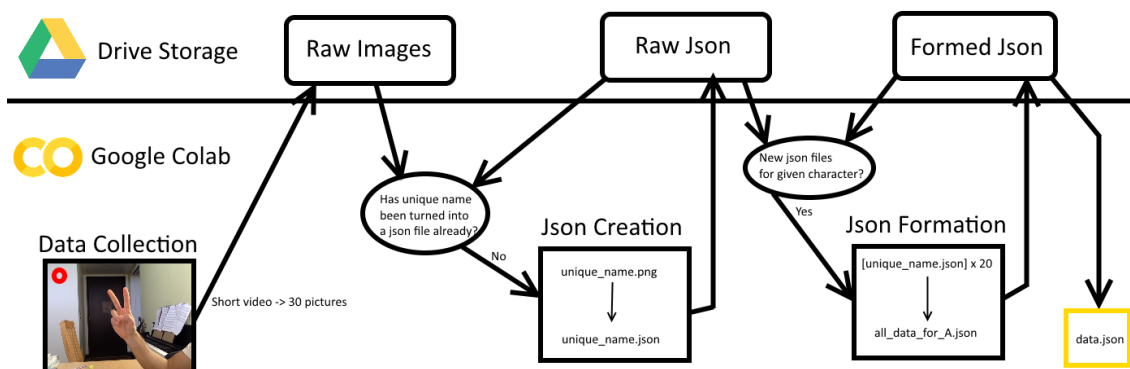 Drive Storage
Raw Images
Raw Json
Formed Json
Google Colab
New json files
for given character?
Has unique name
been turned into
a json file already?
Yes
No
Data Collection
Short video -> 30 pictures
Json Creation
unique_name.png
unique_name.json
Json Formation
[unique_name.json] x 20
all_data_for_A.json
data.json